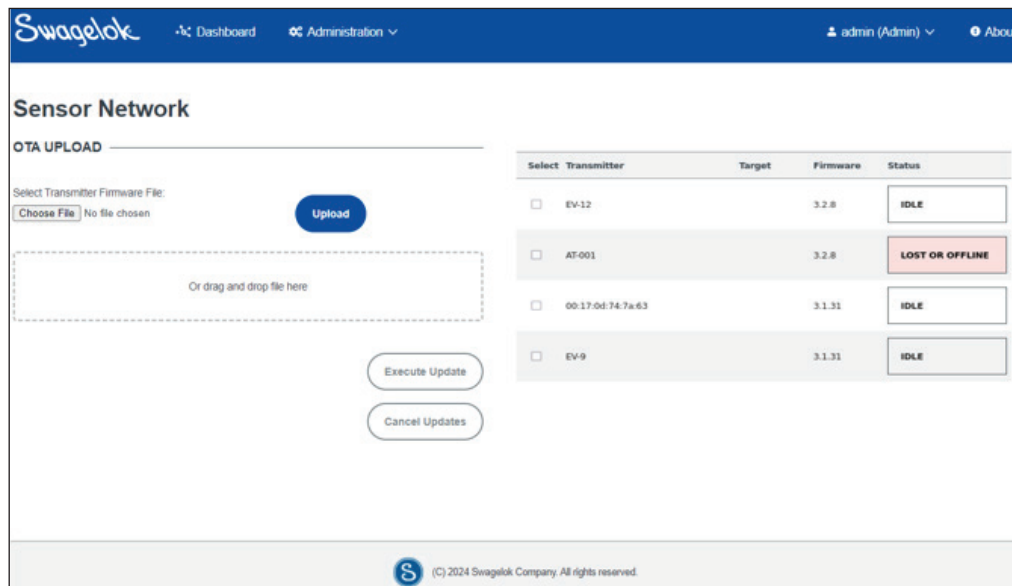 Swagelok Dashboard Administration admin (Admin) Abou
Sensor Network
OTA UPLOAD
Select Transmitter Firmware File:
Choose File No file chosen
Upload
Or drag and drop file here
Execute Update
Cancel Updates
Select Transmitter Target Firmware Status
EV-12 3.2.8 IDLE
AT-001 3.2.8 LOST OR OFFLINE
00:17:0d:74:7a:63 3.1.31 IDLE
EV-9 3.1.31 IDLE
S (C) 2024 Swagelok Company. All rights reserved.